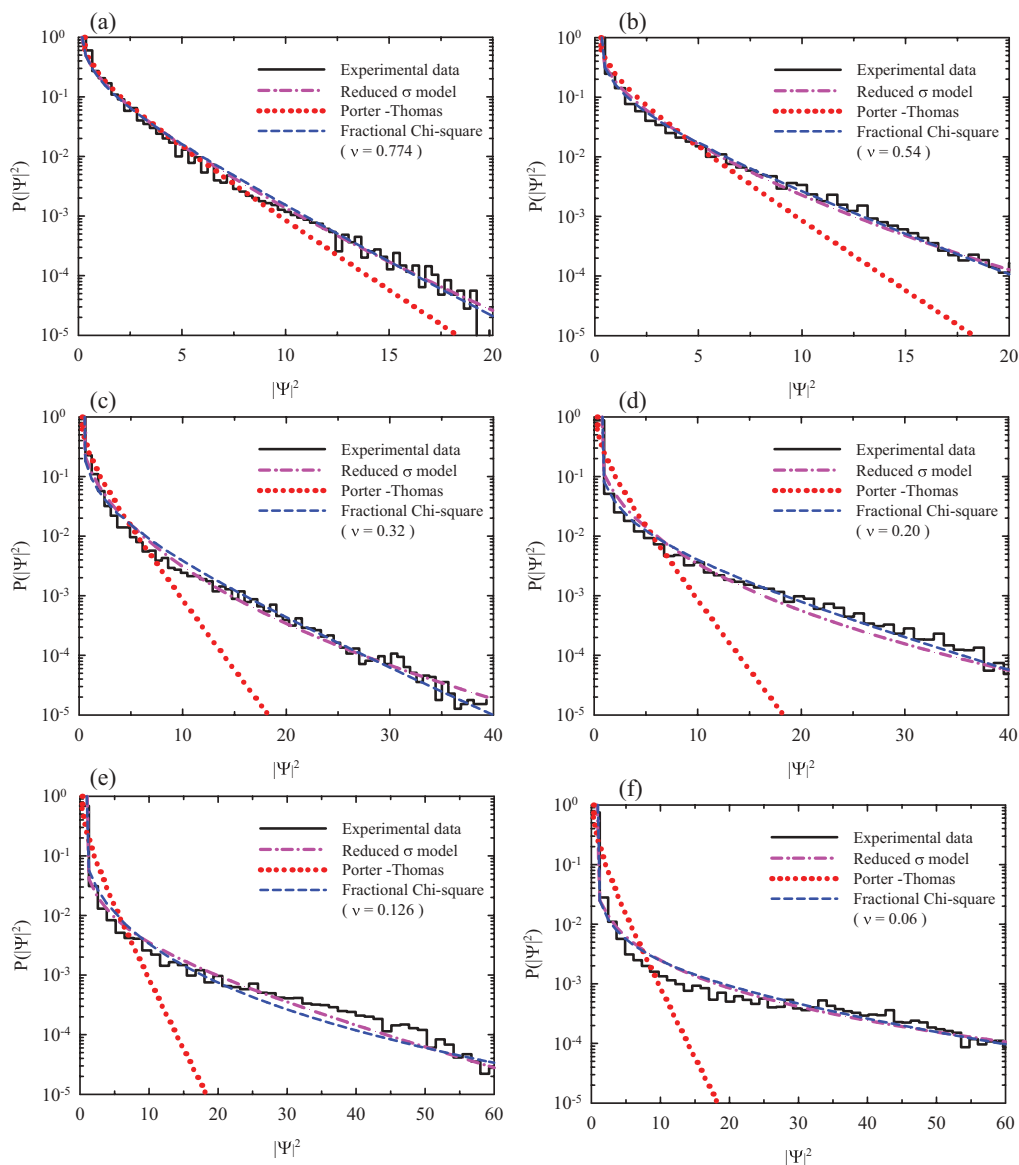 (a)
10⁰
10⁻¹
10⁻²
10⁻³
10⁻⁴
10⁻⁵
P(|Ψ|²)
Experimental data
Reduced σ model
Porter -Thomas
Fractional Chi-square
( ν = 0.774 )
0 5 10 15 20
|Ψ|²
(b)
10⁰
10⁻¹
10⁻²
10⁻³
10⁻⁴
10⁻⁵
P(|Ψ|²)
Experimental data
Reduced σ model
Porter -Thomas
Fractional Chi-square
( ν = 0.54 )
0 5 10 15 20
|Ψ|²
(c)
10⁰
10⁻¹
10⁻²
10⁻³
10⁻⁴
10⁻⁵
P(|Ψ|²)
Experimental data
Reduced σ model
Porter -Thomas
Fractional Chi-square
( ν = 0.32 )
0 10 20 30 40
|Ψ|²
(d)
10⁰
10⁻¹
10⁻²
10⁻³
10⁻⁴
10⁻⁵
P(|Ψ|²)
Experimental data
Reduced σ model
Porter -Thomas
Fractional Chi-square
( ν = 0.20 )
0 10 20 30 40
|Ψ|²
(e)
10⁰
10⁻¹
10⁻²
10⁻³
10⁻⁴
10⁻⁵
P(|Ψ|²)
Experimental data
Reduced σ model
Porter -Thomas
Fractional Chi-square
( ν = 0.126 )
0 10 20 30 40 50 60
|Ψ|²
(f)
10⁰
10⁻¹
10⁻²
10⁻³
10⁻⁴
10⁻⁵
P(|Ψ|²)
Experimental data
Reduced σ model
Porter -Thomas
Fractional Chi-square
( ν = 0.06 )
0 10 20 30 40 50 60
|Ψ|²